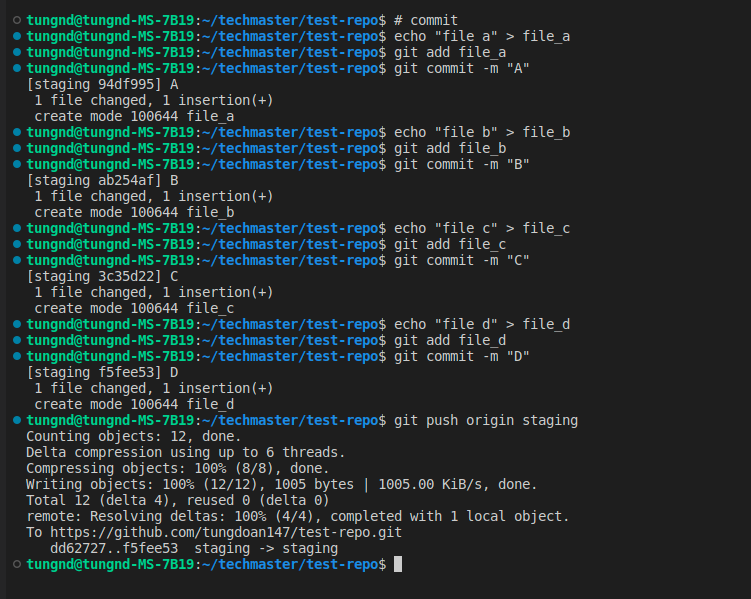 tungnd@tungnd-MS-7B19:~/techmaster/test-repo$ # commit
tungnd@tungnd-MS-7B19:~/techmaster/test-repo$ echo "file a" > file_a
tungnd@tungnd-MS-7B19:~/techmaster/test-repo$ git add file_a
tungnd@tungnd-MS-7B19:~/techmaster/test-repo$ git commit -m "A"
[staging 94df995] A
 1 file changed, 1 insertion(+)
 create mode 100644 file_a
tungnd@tungnd-MS-7B19:~/techmaster/test-repo$ echo "file b" > file_b
tungnd@tungnd-MS-7B19:~/techmaster/test-repo$ git add file_b
tungnd@tungnd-MS-7B19:~/techmaster/test-repo$ git commit -m "B"
[staging ab254af] B
 1 file changed, 1 insertion(+)
 create mode 100644 file_b
tungnd@tungnd-MS-7B19:~/techmaster/test-repo$ echo "file c" > file_c
tungnd@tungnd-MS-7B19:~/techmaster/test-repo$ git add file_c
tungnd@tungnd-MS-7B19:~/techmaster/test-repo$ git commit -m "C"
[staging 3c35d22] C
 1 file changed, 1 insertion(+)
 create mode 100644 file_c
tungnd@tungnd-MS-7B19:~/techmaster/test-repo$ echo "file d" > file_d
tungnd@tungnd-MS-7B19:~/techmaster/test-repo$ git add file_d
tungnd@tungnd-MS-7B19:~/techmaster/test-repo$ git commit -m "D"
[staging f5fee53] D
 1 file changed, 1 insertion(+)
 create mode 100644 file_d
tungnd@tungnd-MS-7B19:~/techmaster/test-repo$ git push origin staging
Counting objects: 12, done.
Delta compression using up to 6 threads.
Compressing objects: 100% (8/8), done.
Writing objects: 100% (12/12), 1005 bytes | 1005.00 KiB/s, done.
Total 12 (delta 4), reused 0 (delta 0)
remote: Resolving deltas: 100% (4/4), completed with 1 local object.
To https://github.com/tungdoan147/test-repo.git
   dd62727..f5fee53  staging -> staging
tungnd@tungnd-MS-7B19:~/techmaster/test-repo$